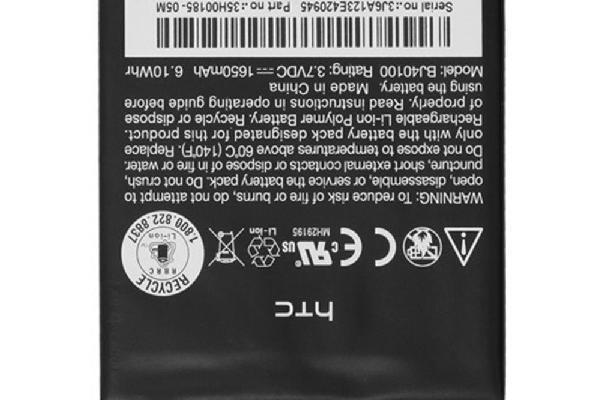 htc
RECYCLE
RBRC
Li-ion
1.800.822.8837
Li-ion
c RU US
MH29195
CE
WARNING: To reduce risk of fire or burns, do not attempt to
open, disassemble, or service the battery pack. Do not crush,
puncture, short external contacts or dispose of in fire or water.
Do not expose to temperatures above 60°C (140°F). Replace
only with the battery pack designated for this product.
Rechargeable Li-ion Polymer Battery. Recycle or dispose
of properly. Read instructions in operating guide before
using the battery. Made in China
Model: BJ40100 Rating: 3.7VDC 1650mAh 6.10Whr
Serial no.::3J6A123E42945 Part no.::35H00185-05M